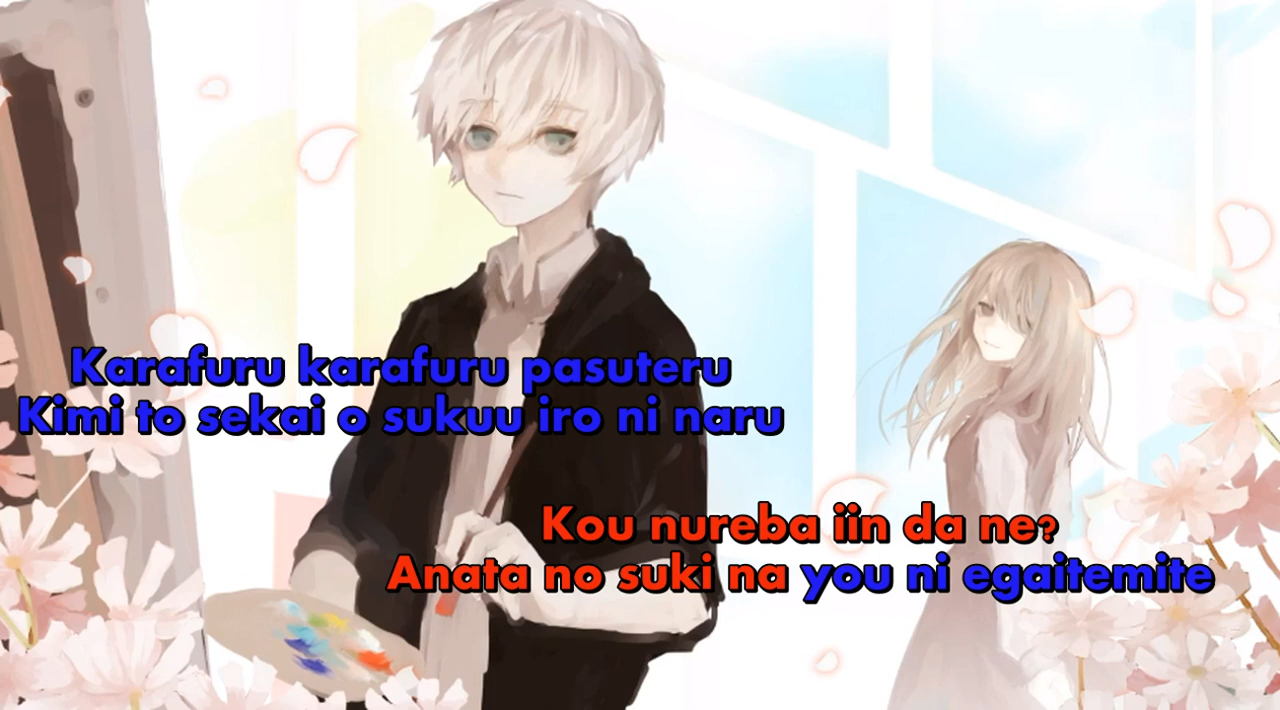 Karafuru karafuru pasuteru
Kimi to sekai o sukuu iro ni naru
Kou nureba iin da ne?
Anata no suki na you ni egaitemite